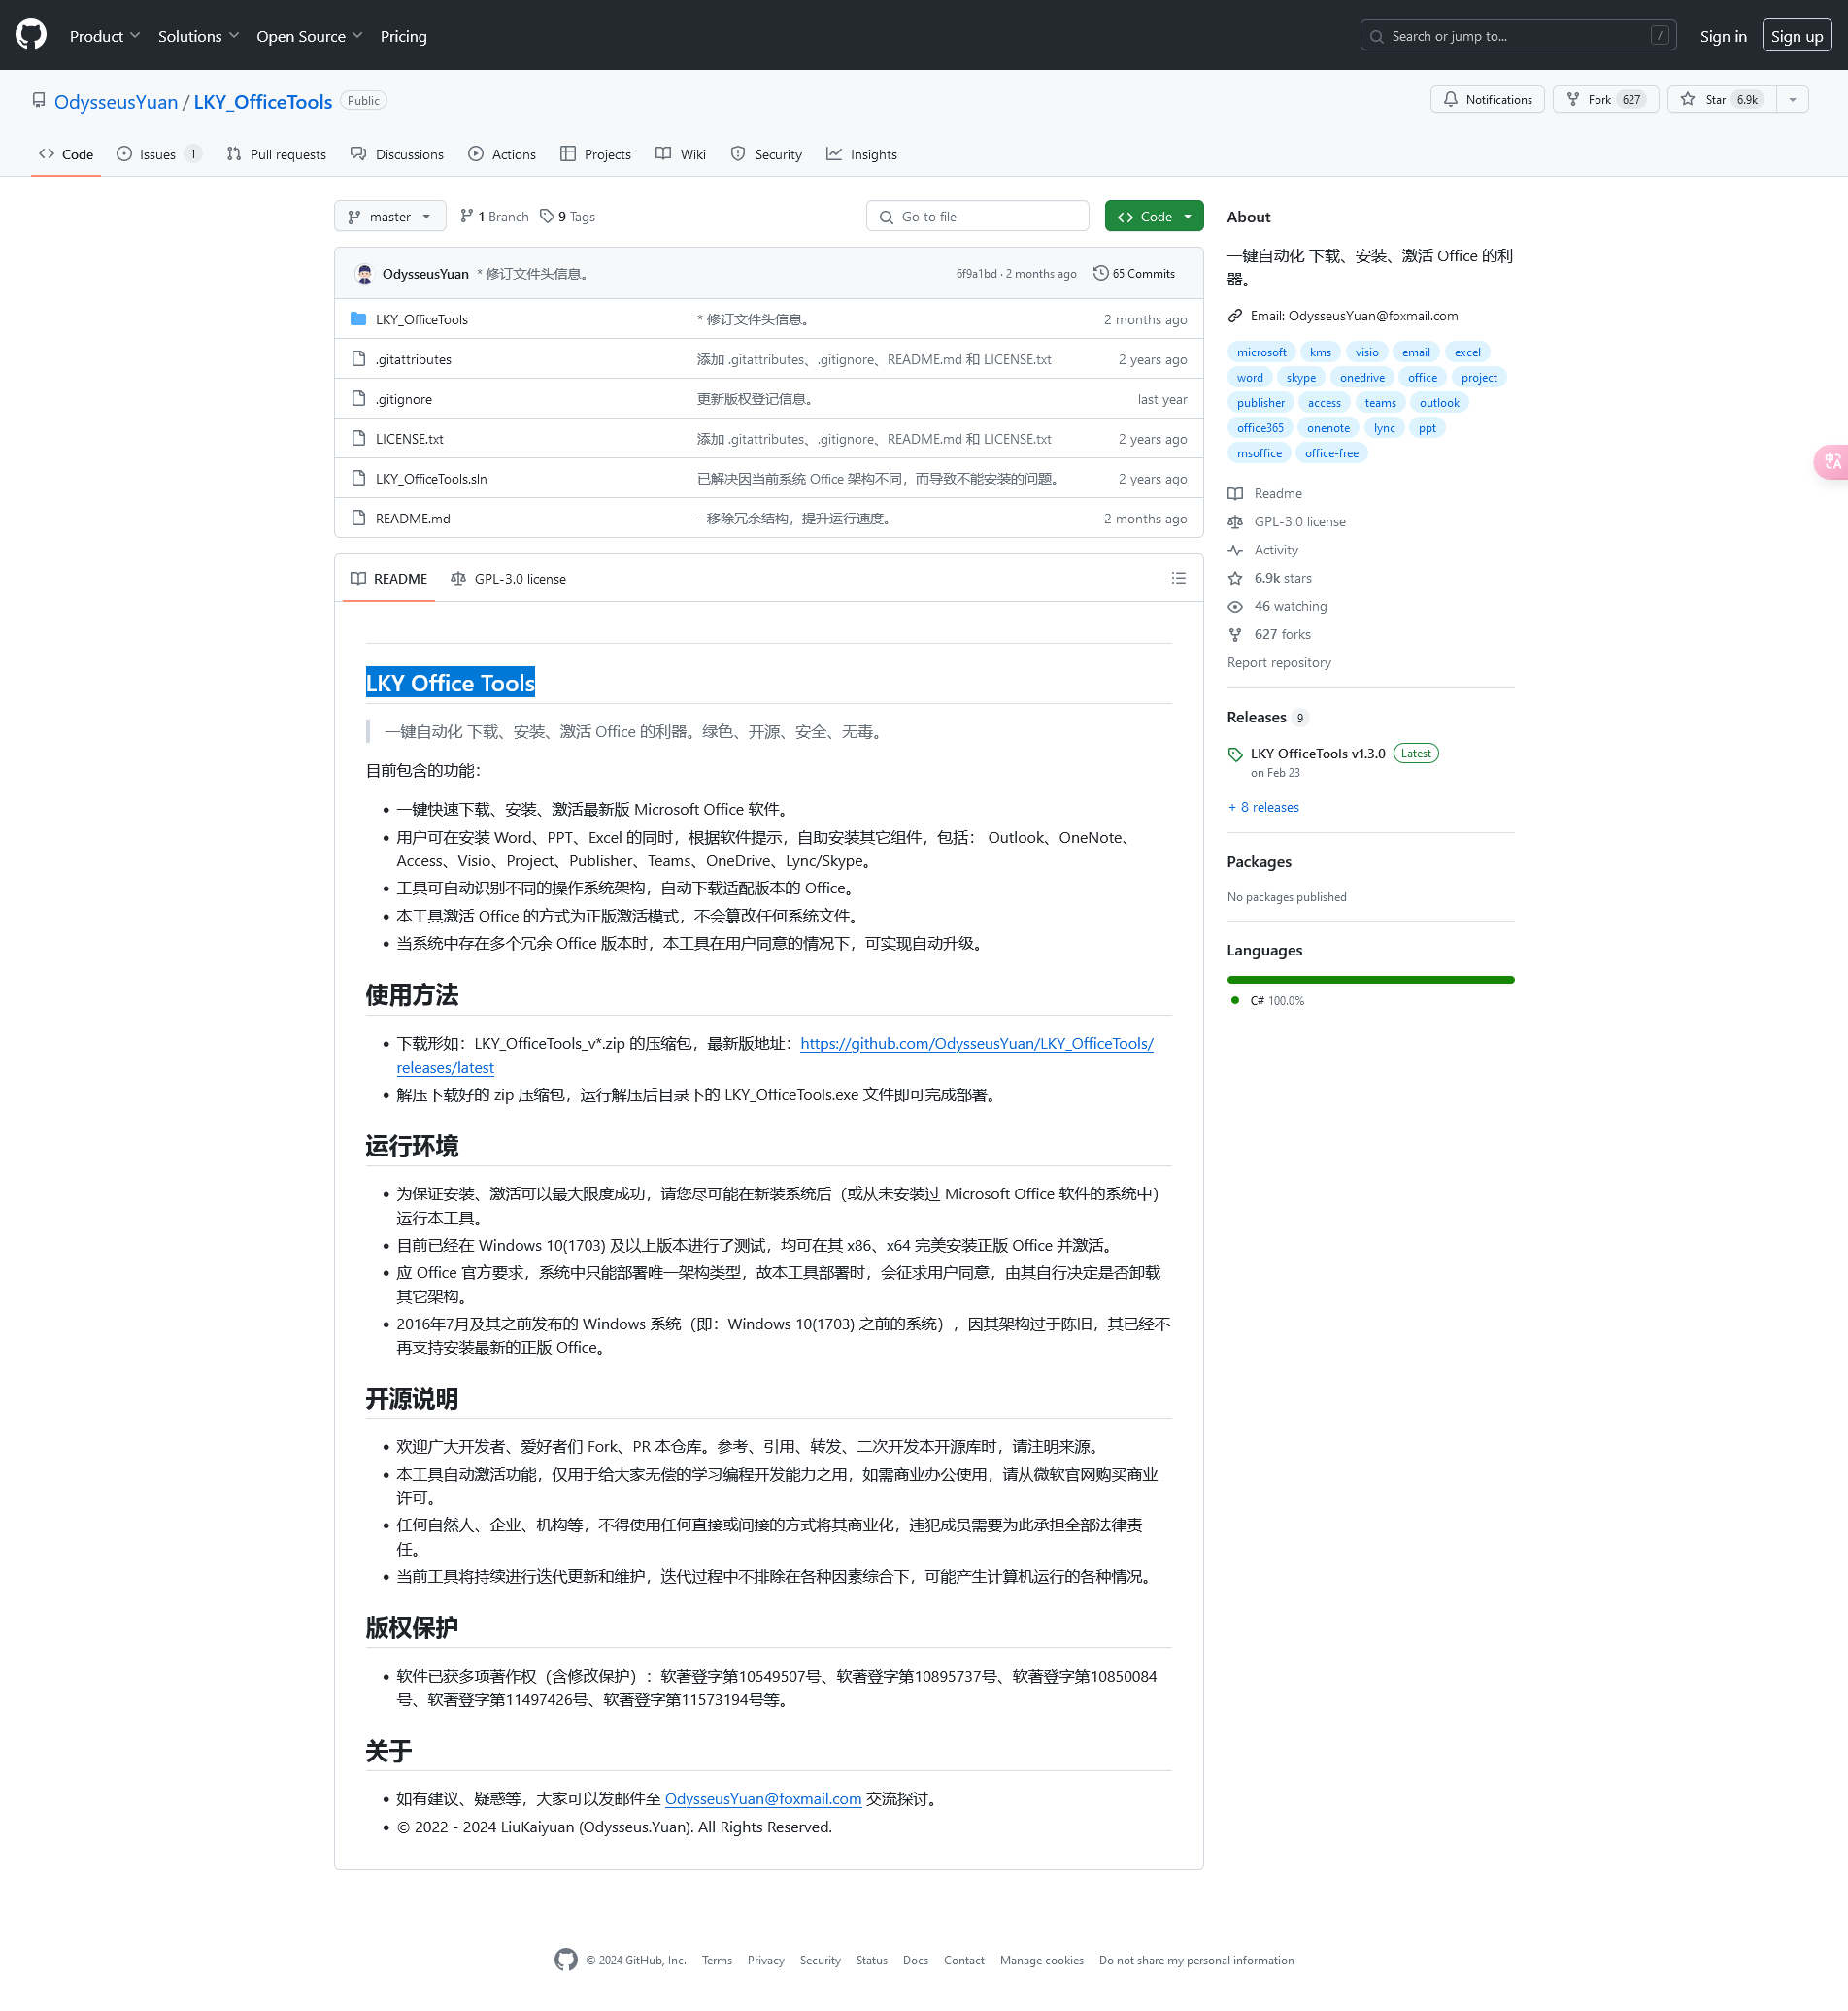 Product Solutions Open Source Pricing Search or jump to... / Sign in Sign up
OdysseusYuan / LKY_OfficeTools Public Notifications Fork 627 Star 6.9k
Code Issues 1 Pull requests Discussions Actions Projects Wiki Security Insights
master 1 Branch 9 Tags Go to file Code
OdysseusYuan * 修订文件头信息。 6f9a1bd · 2 months ago 65 Commits
LKY_OfficeTools * 修订文件头信息。 2 months ago
.gitattributes 添加 .gitattributes、.gitignore、README.md 和 LICENSE.txt 2 years ago
.gitignore 更新版权登记信息。 last year
LICENSE.txt 添加 .gitattributes、.gitignore、README.md 和 LICENSE.txt 2 years ago
LKY_OfficeTools.sln 已解决因当前系统 Office 架构不同，而导致不能安装的问题。 2 years ago
README.md - 移除冗余结构，提升运行速度。 2 months ago
README GPL-3.0 license
LKY Office Tools
一键自动化 下载、安装、激活 Office 的利器。绿色、开源、安全、无毒。
目前包含的功能：
• 一键快速下载、安装、激活最新版 Microsoft Office 软件。
• 用户可在安装 Word、PPT、Excel 的同时，根据软件提示，自助安装其它组件，包括： Outlook、OneNote、
Access、Visio、Project、Publisher、Teams、OneDrive、Lync/Skype。
• 工具可自动识别不同的操作系统架构，自动下载适配版本的 Office。
• 本工具激活 Office 的方式为正版激活模式，不会篡改任何系统文件。
• 当系统中存在多个冗余 Office 版本时，本工具在用户同意的情况下，可实现自动升级。
使用方法
• 下载形如：LKY_OfficeTools_v*.zip 的压缩包，最新版地址：https://github.com/OdysseusYuan/LKY_OfficeTools/
releases/latest
• 解压下载好的 zip 压缩包，运行解压后目录下的 LKY_OfficeTools.exe 文件即可完成部署。
运行环境
• 为保证安装、激活可以最大限度成功，请您尽可能在新装系统后（或从未安装过 Microsoft Office 软件的系统中）
运行本工具。
• 目前已经在 Windows 10(1703) 及以上版本进行了测试，均可在其 x86、x64 完美安装正版 Office 并激活。
• 应 Office 官方要求，系统中只能部署唯一架构类型，故本工具部署时，会征求用户同意，由其自行决定是否卸载
其它架构。
• 2016年7月及其之前发布的 Windows 系统（即：Windows 10(1703) 之前的系统），因其架构过于陈旧，其已经不
再支持安装最新的正版 Office。
开源说明
• 欢迎广大开发者、爱好者们 Fork、PR 本仓库。参考、引用、转发、二次开发本开源库时，请注明来源。
• 本工具自动激活功能，仅用于给大家无偿的学习编程开发能力之用，如需商业办公使用，请从微软官网购买商业
许可。
• 任何自然人、企业、机构等，不得使用任何直接或间接的方式将其商业化，违犯成员需要为此承担全部法律责
任。
• 当前工具将持续进行迭代更新和维护，迭代过程中不排除在各种因素综合下，可能产生计算机运行的各种情况。
版权保护
• 软件已获多项著作权（含修改保护）：软著登字第10549507号、软著登字第10895737号、软著登字第10850084
号、软著登字第11497426号、软著登字第11573194号等。
关于
• 如有建议、疑惑等，大家可以发邮件至 OdysseusYuan@foxmail.com 交流探讨。
• © 2022 - 2024 LiuKaiyuan (Odysseus.Yuan). All Rights Reserved.
About
一键自动化 下载、安装、激活 Office 的利
器。
Email: OdysseusYuan@foxmail.com
microsoft kms visio email excel
word skype onedrive office project
publisher access teams outlook
office365 onenote lync ppt
msoffice office-free
Readme
GPL-3.0 license
Activity
6.9k stars
46 watching
627 forks
Report repository
Releases 9
LKY OfficeTools v1.3.0 Latest
on Feb 23
+ 8 releases
Packages
No packages published
Languages
C# 100.0%
© 2024 GitHub, Inc. Terms Privacy Security Status Docs Contact Manage cookies Do not share my personal information